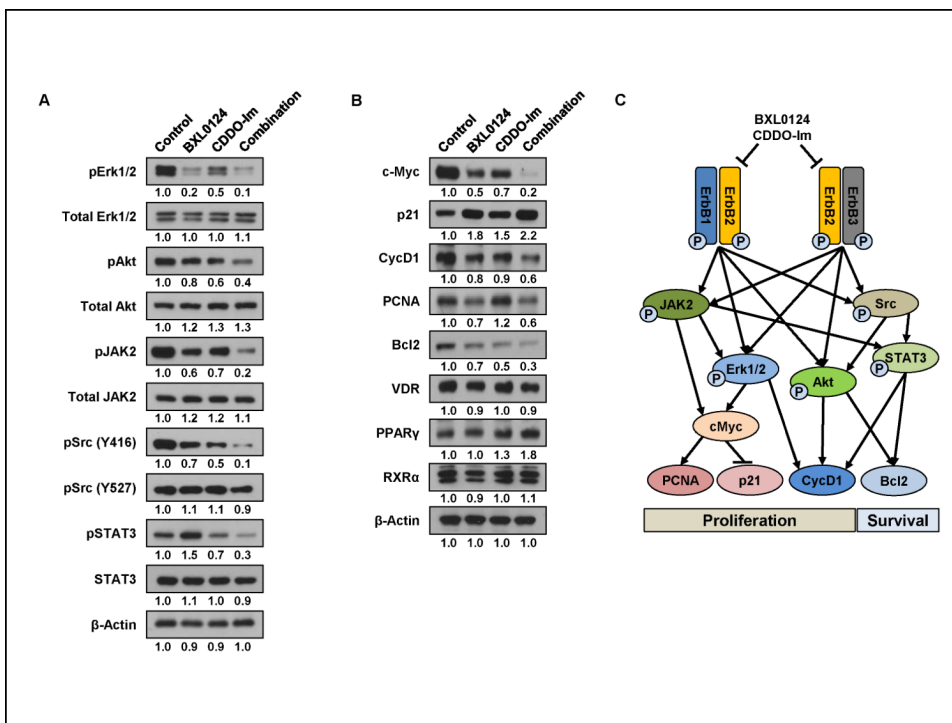 A
Control BXL0124 CDDO-Im Combination
pErk1/2
1.0 0.2 0.5 0.1
Total Erk1/2
1.0 1.0 1.0 1.1
pAkt
1.0 0.8 0.6 0.4
Total Akt
1.0 1.2 1.3 1.3
pJAK2
1.0 0.6 0.7 0.2
Total JAK2
1.0 1.2 1.2 1.1
pSrc (Y416)
1.0 0.7 0.5 0.1
pSrc (Y527)
1.0 1.1 1.1 0.9
pSTAT3
1.0 1.5 0.7 0.3
STAT3
1.0 1.1 1.0 0.9
β-Actin
1.0 0.9 0.9 1.0
B
Control BXL0124 CDDO-Im Combination
c-Myc
1.0 0.5 0.7 0.2
p21
1.0 1.8 1.5 2.2
CycD1
1.0 0.8 0.9 0.6
PCNA
1.0 0.7 1.2 0.6
Bcl2
1.0 0.7 0.5 0.3
VDR
1.0 0.9 1.0 0.9
PPARγ
1.0 1.0 1.3 1.8
RXRα
1.0 0.9 1.0 1.1
β-Actin
1.0 1.0 1.0 1.0
C
BXL0124
CDDO-Im
ErbB1 ErbB2 ErbB2 ErbB3
P P P P
JAK2 Src
P P
STAT3
P
Erk1/2 Akt
P P
cMyc
PCNA p21 CycD1 Bcl2
Proliferation Survival